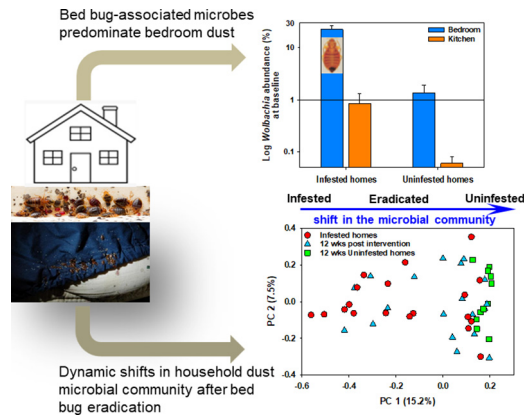 Bed bug-associated microbes
predominate bedroom dust
Log Wolbachia abundance (%)
at baseline
30
1
0.1
Bedroom
Kitchen
Infested homes
Uninfested homes
Infested
Eradicated
Uninfested
shift in the microbial community
Infested homes
12 wks post intervention
12 wks Uninfested homes
PC 2 (7.5%)
0.4
0.2
0.0
-0.2
-0.4
-0.6
-0.4
-0.2
0.0
0.2
PC 1 (15.2%)
Dynamic shifts in household dust
microbial community after bed
bug eradication